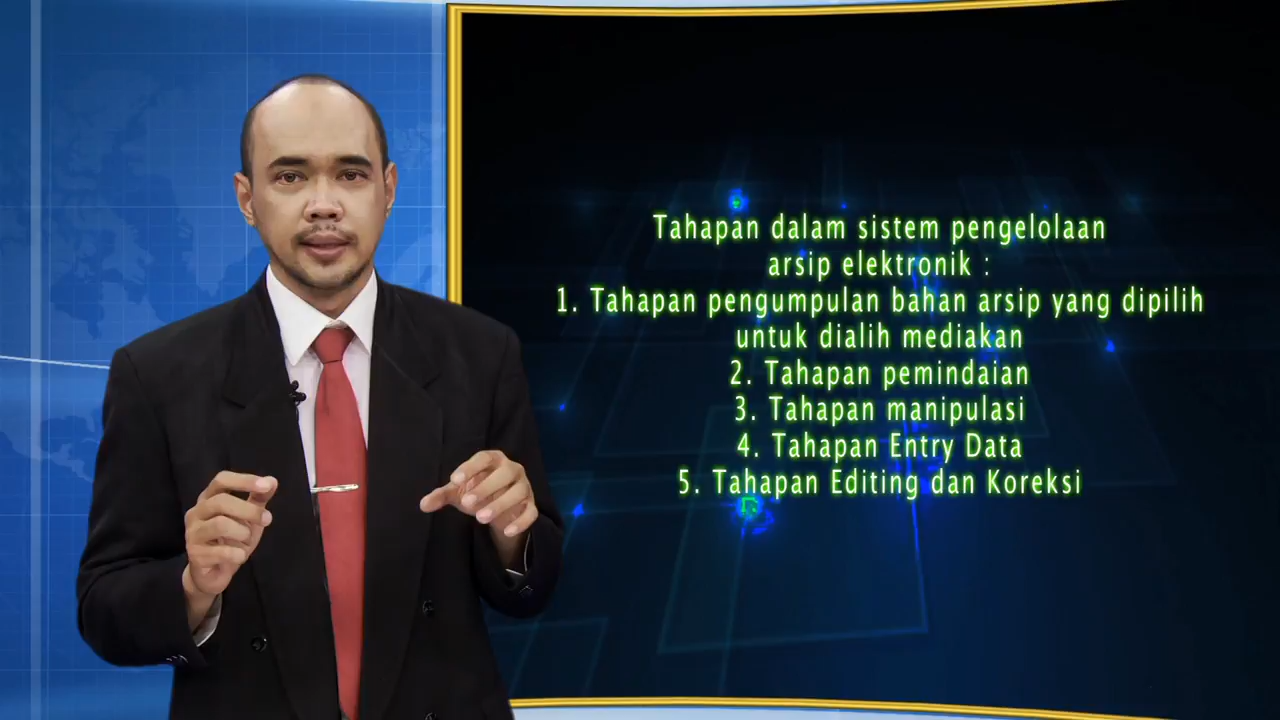 Tahapan dalam sistem pengelolaan
arsip elektronik :
1. Tahapan pengumpulan bahan arsip yang dipilih
untuk dialih mediakan
2. Tahapan pemindaian
3. Tahapan manipulasi
4. Tahapan Entry Data
5. Tahapan Editing dan Koreksi